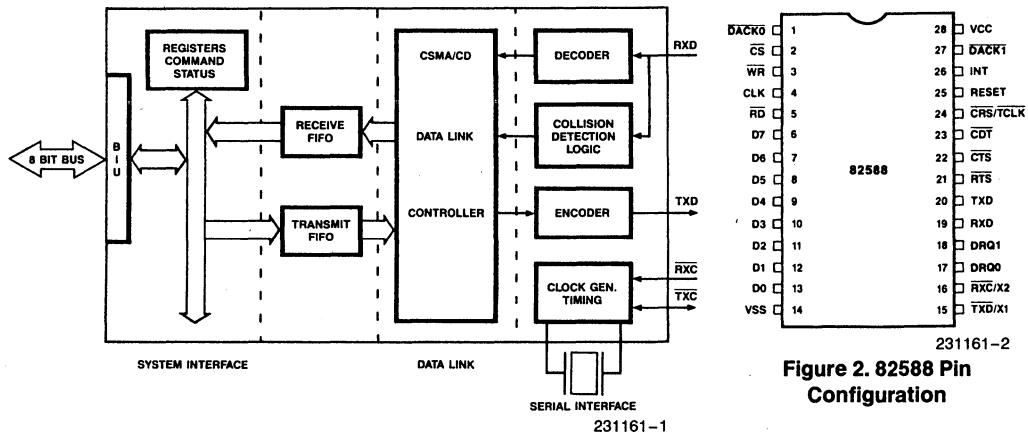 REGISTERS
COMMAND
STATUS
8 BIT BUS
B
I
U
RECEIVE
FIFO
TRANSMIT
FIFO
CSMA/CD
DATA LINK
CONTROLLER
DECODER
COLLISION
DETECTION
LOGIC
ENCODER
CLOCK GEN.
TIMING
RXD
TXD
RXC
TXC
SYSTEM INTERFACE
DATA LINK
SERIAL INTERFACE
231161-1
DACK0 1
CS 2
WR 3
CLK 4
RD 5
D7 6
D6 7
D5 8
D4 9
D3 10
D2 11
D1 12
D0 13
VSS 14
82588
28 VCC
27 DACK1
26 INT
25 RESET
24 CRS/TCLK
23 CDT
22 CTS
21 RTS
20 TXD
19 RXD
18 DRQ1
17 DRQ0
16 RXC/X2
15 TXD/X1
231161-2
Figure 2. 82588 Pin
Configuration